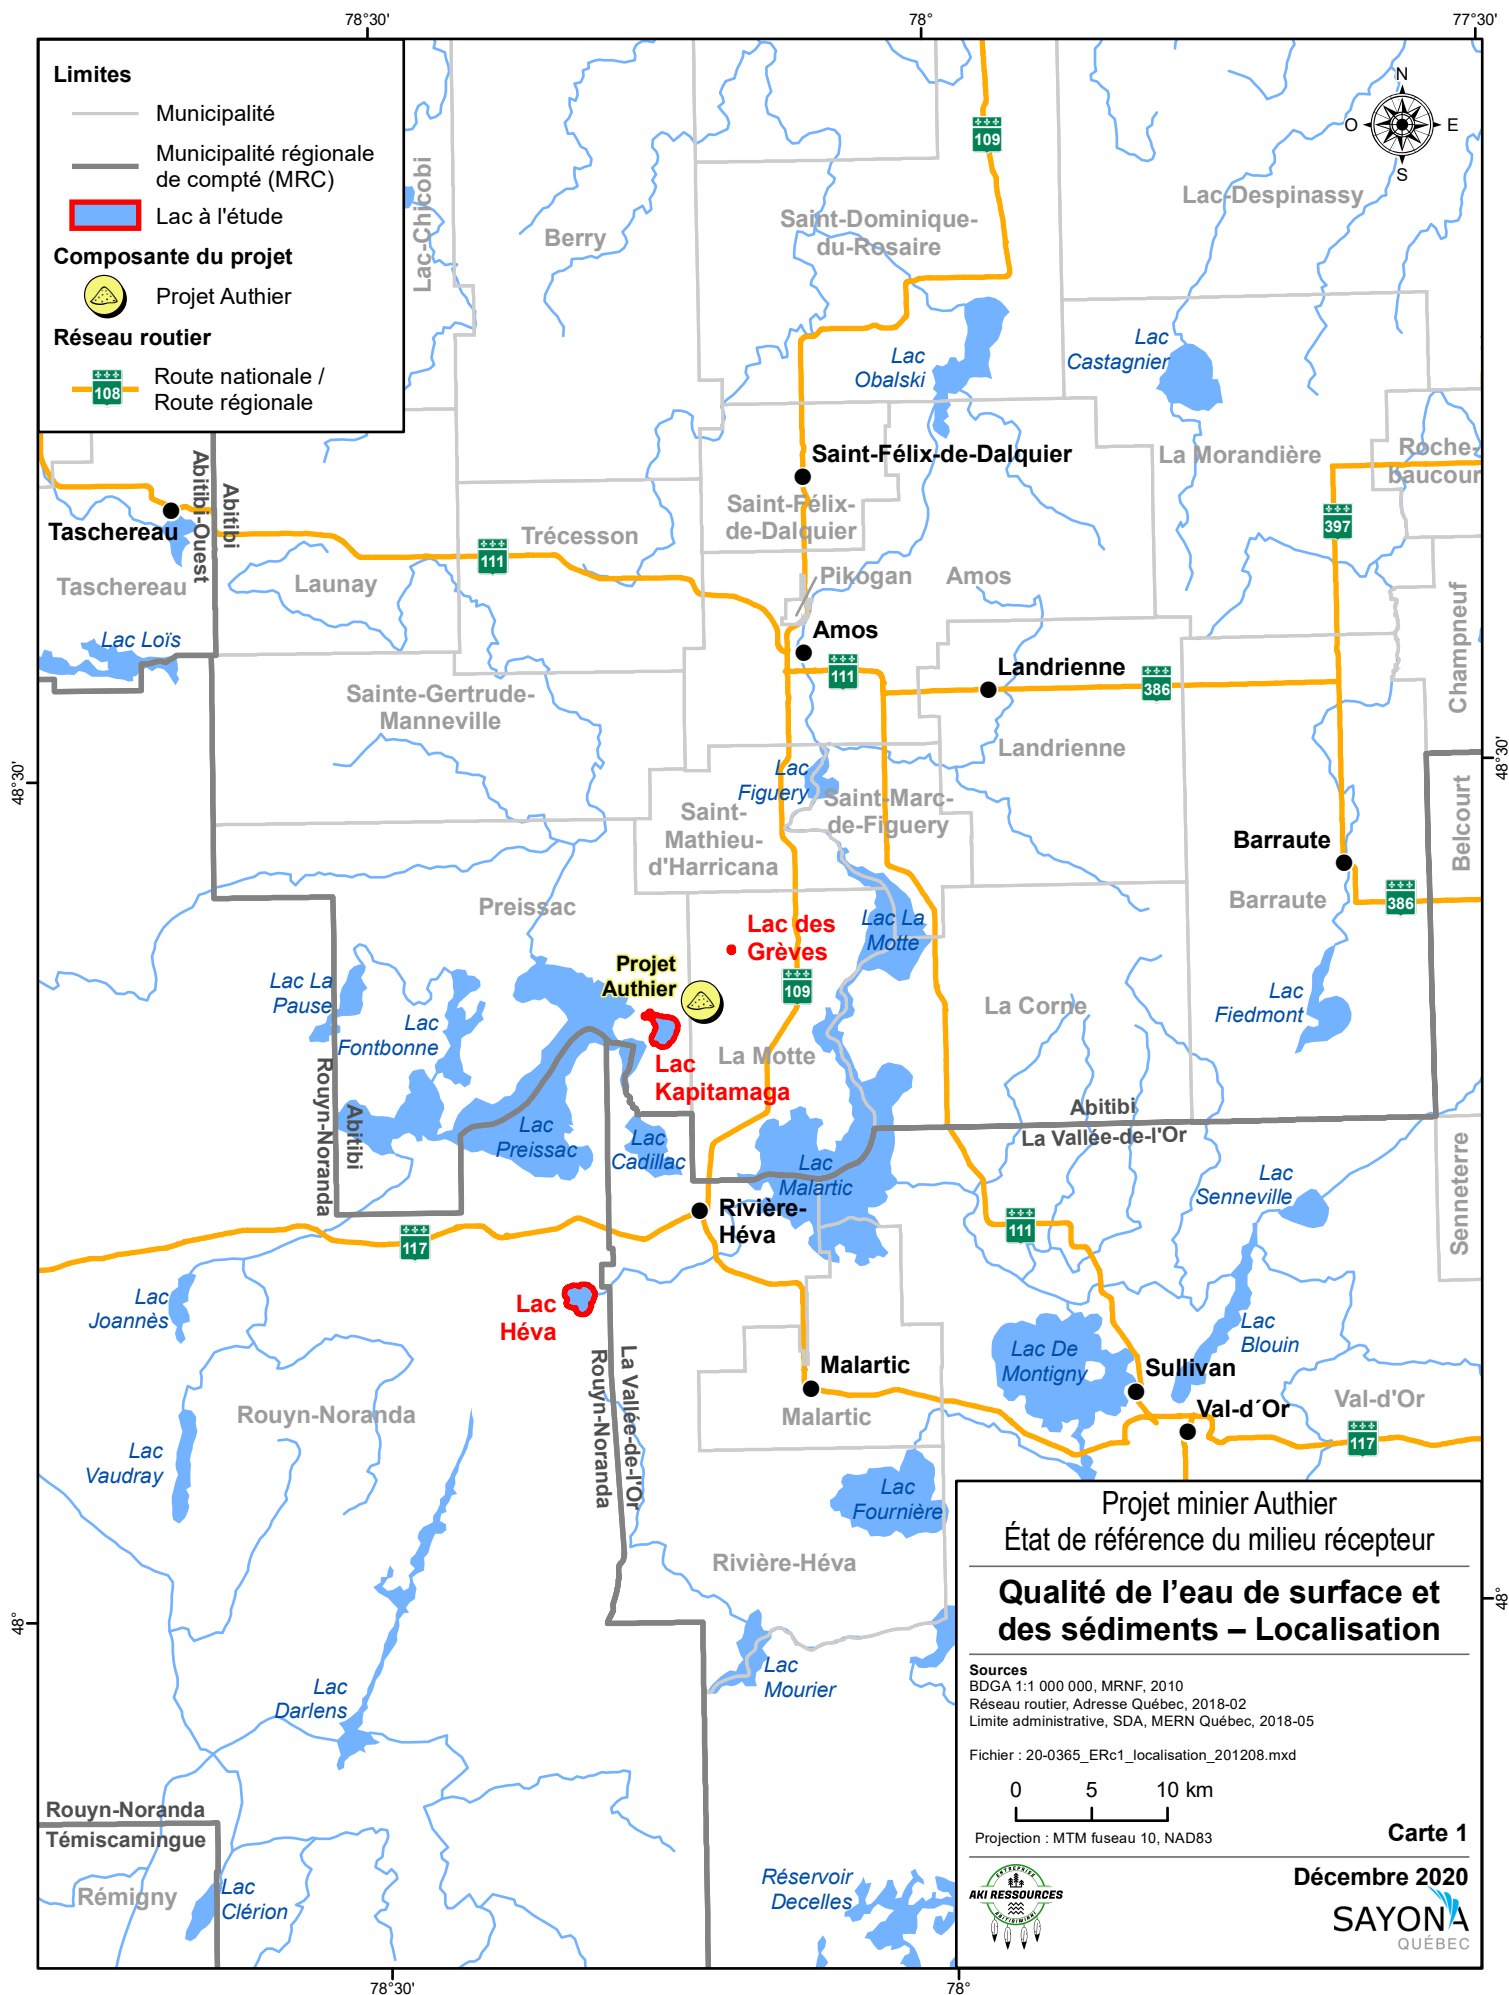 78°30'
78°
77°30'
Limites
Municipalité
Municipalité régionale
de compté (MRC)
Lac à l'étude
Composante du projet
Projet Authier
Réseau routier
108
Route nationale /
Route régionale
N
O
E
S
109
Lac-Chicobi
Berry
Saint-Dominique-
du-Rosaire
Lac-Despinassy
Lac
Obalski
Lac
Castagnier
Saint-Félix-de-Dalquier
La Morandière
Roche-
baucour
Abitibi-Ouest
Abitibi
Taschereau
Saint-Félix-
de-Dalquier
Trécesson
111
397
Taschereau
Launay
Pikogan
Amos
Champneuf
Lac Loïs
Amos
111
Landrienne
386
Sainte-Gertrude-
Manneville
Landrienne
48°30'
48°30'
Lac
Figuery
Saint-Marc-
de-Figuery
Saint-
Mathieu-
d'Harricana
Belcourt
Barraute
Barraute
386
Preissac
Lac des
Grèves
Lac La
Motte
Projet
Authier
109
Lac La
Pause
Lac
Fontbonne
La Corne
Lac
Fiedmont
La Motte
Lac
Kapitamaga
Rouyn-Noranda
Abitibi
Abitibi
La Vallée-de-l'Or
Lac
Preissac
Lac
Cadillac
Lac
Malartic
Lac
Senneville
Senneterre
Rivière-
Héva
117
111
Lac
Joannès
Lac
Héva
Lac
Blouin
Lac De
Montigny
La Vallée-de-l'Or
Rouyn-Noranda
Malartic
Sullivan
Malartic
Val-d´Or
Val-d'Or
117
Rouyn-Noranda
Lac
Vaudray
Lac
Fournière
Rivière-Héva
48°
48°
Lac
Mourier
Lac
Darlens
Rouyn-Noranda
Témiscamingue
Rémigny
Lac
Clérion
Réservoir
Decelles
Projet minier Authier
État de référence du milieu récepteur
Qualité de l'eau de surface et
des sédiments – Localisation
Sources
BDGA 1:1 000 000, MRNF, 2010
Réseau routier, Adresse Québec, 2018-02
Limite administrative, SDA, MERN Québec, 2018-05
Fichier : 20-0365_ERc1_localisation_201208.mxd
0 5 10 km
Projection : MTM fuseau 10, NAD83
Carte 1
Décembre 2020
ENTREPRISE
AKI RESSOURCES
SAYONA
QUÉBEC
78°30'
78°